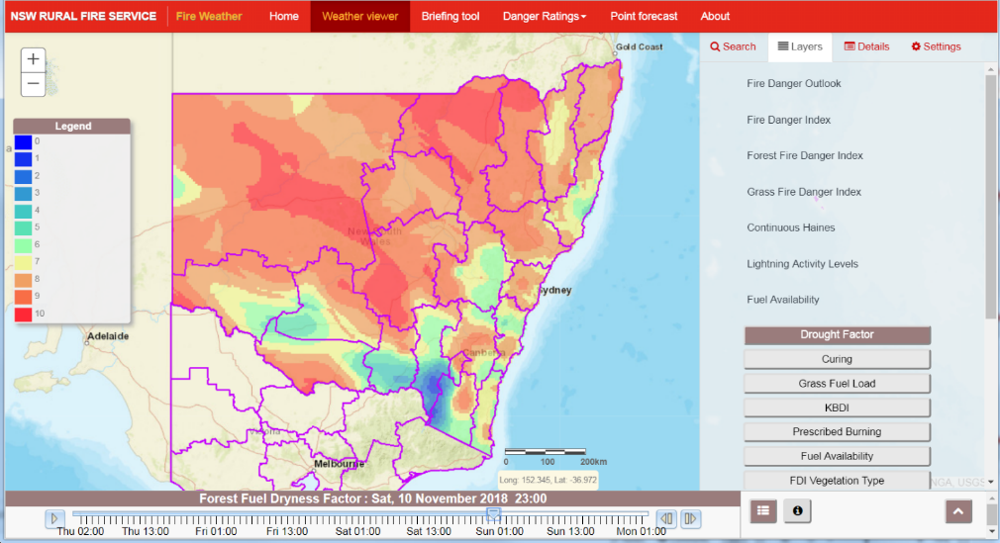 NSW RURAL FIRE SERVICE
Fire Weather
Home
Weather viewer
Briefing tool
Danger Ratings
Point forecast
About
Search
Layers
Details
Settings
+
−
Legend
0
1
2
3
4
5
6
7
8
9
10
Gold Coast
New South
Wales
Sydney
Canberra
Adelaide
Victoria
Melbourne
0 100 200km
Long: 152.345, Lat: -36.972
Fire Danger Outlook
Fire Danger Index
Forest Fire Danger Index
Grass Fire Danger Index
Continuous Haines
Lightning Activity Levels
Fuel Availability
Drought Factor
Curing
Grass Fuel Load
KBDI
Prescribed Burning
Fuel Availability
FDI Vegetation Type
NGA, USGS
Forest Fuel Dryness Factor : Sat, 10 November 2018 23:00
Thu 02:00 Thu 13:00 Fri 01:00 Fri 13:00 Sat 01:00 Sat 13:00 Sun 01:00 Sun 13:00 Mon 01:00